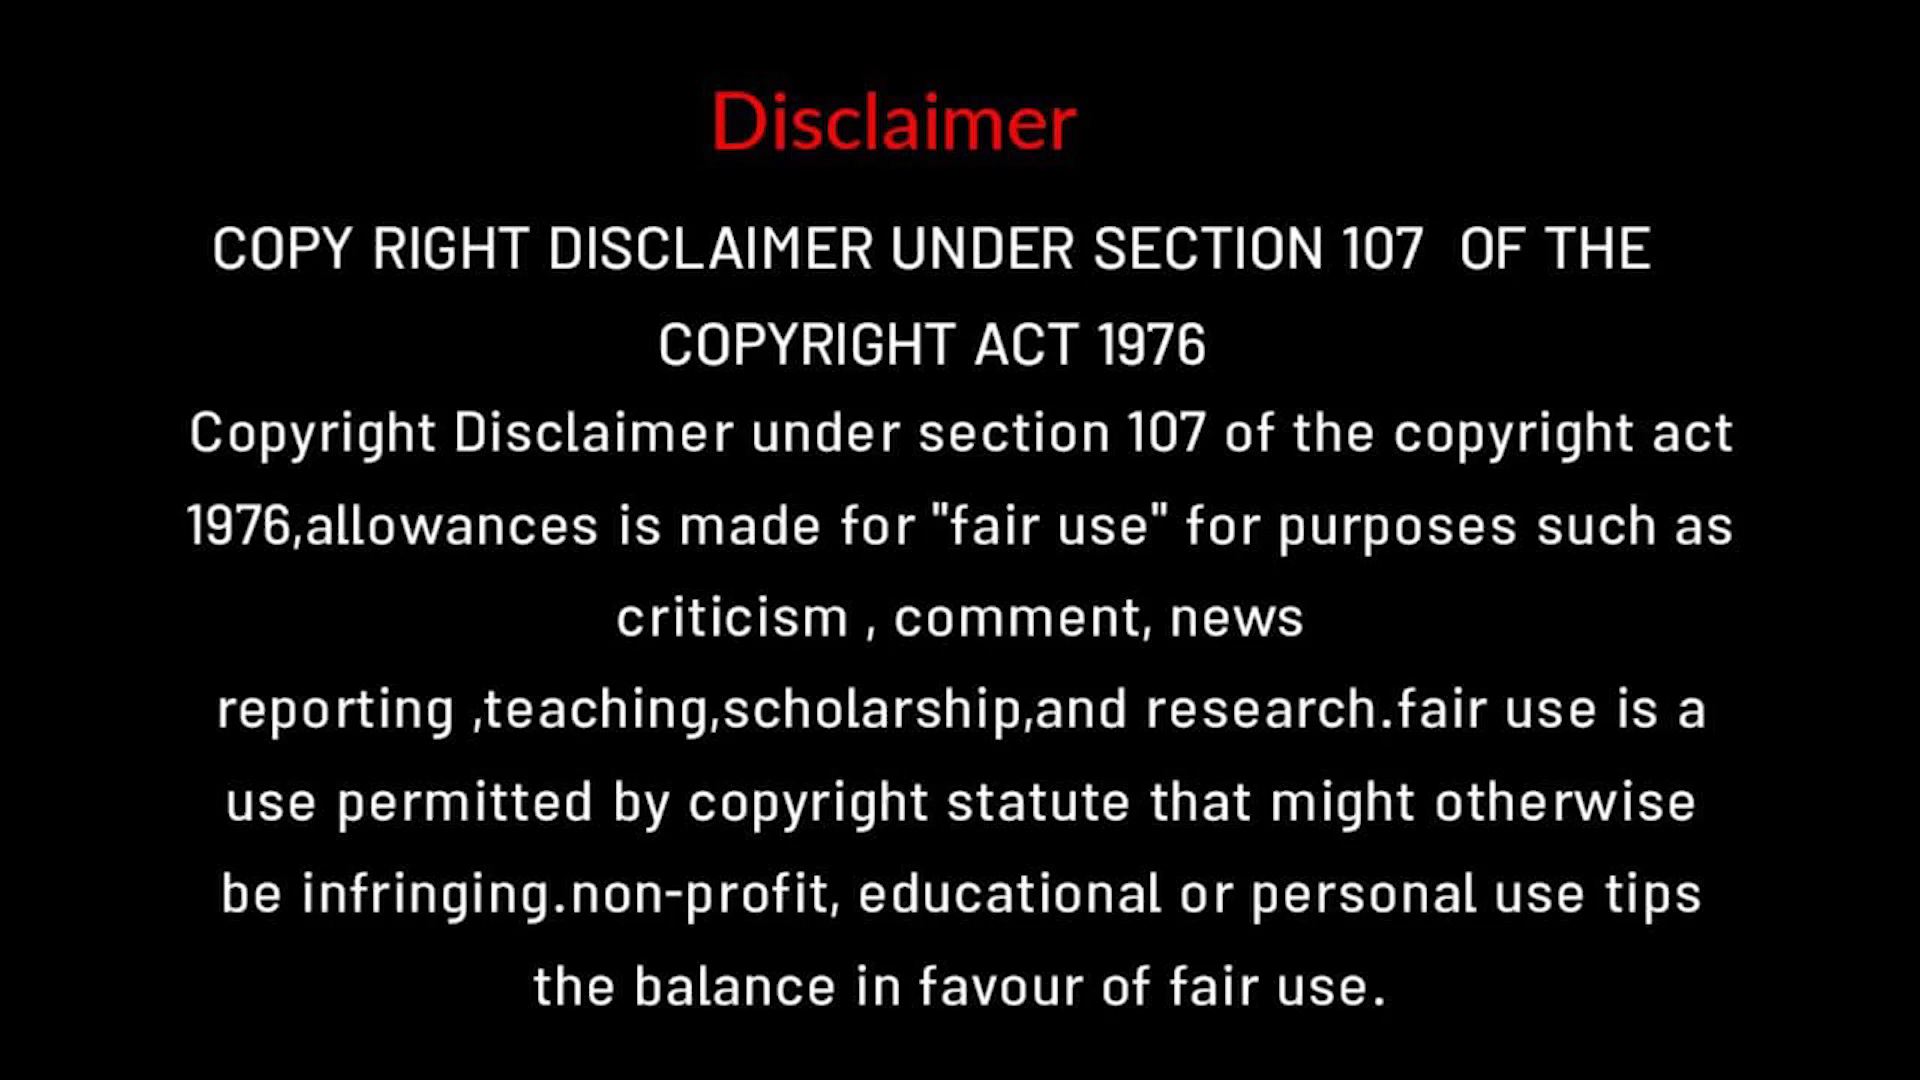 Disclaimer
COPY RIGHT DISCLAIMER UNDER SECTION 107 OF THE
COPYRIGHT ACT 1976
Copyright Disclaimer under section 107 of the copyright act
1976,allowances is made for "fair use" for purposes such as
criticism , comment, news
reporting ,teaching,scholarship,and research.fair use is a
use permitted by copyright statute that might otherwise
be infringing.non-profit, educational or personal use tips
the balance in favour of fair use.